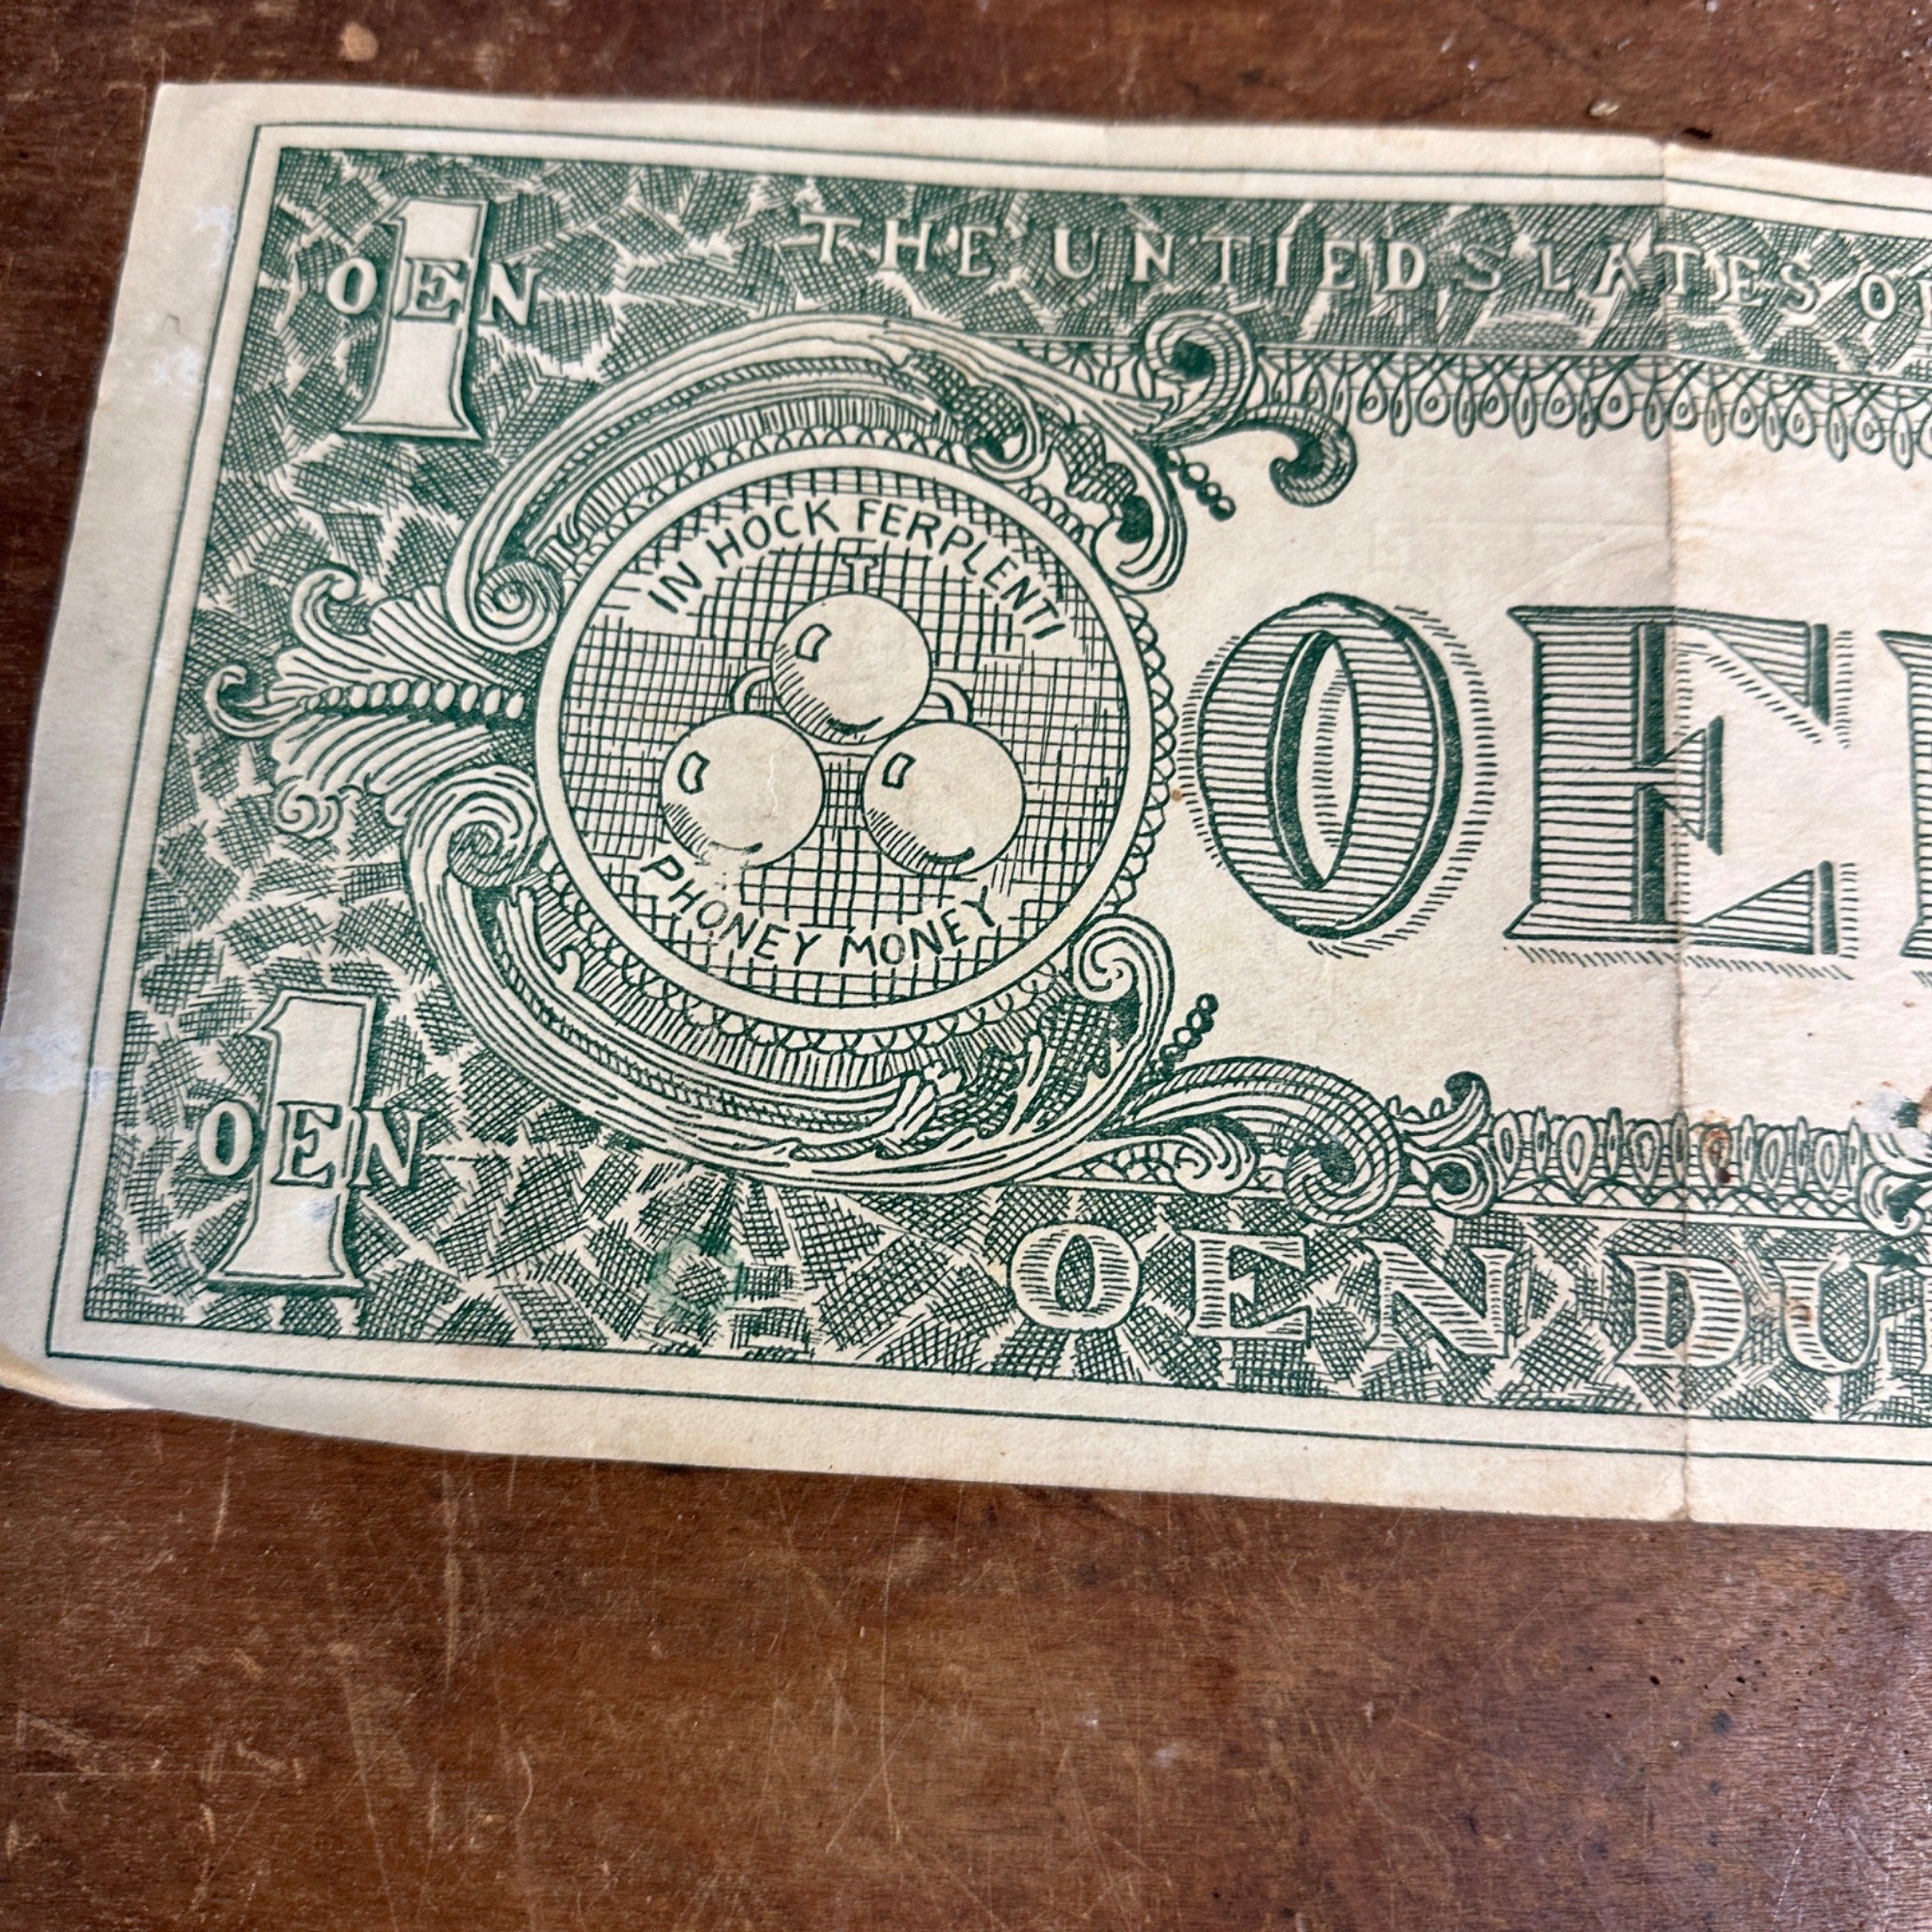 1
OEN
THE UNTIED SLATES O
IN HOCK FERPLENTI
PHONEY MONEY
OE
1
OEN
OEN DU